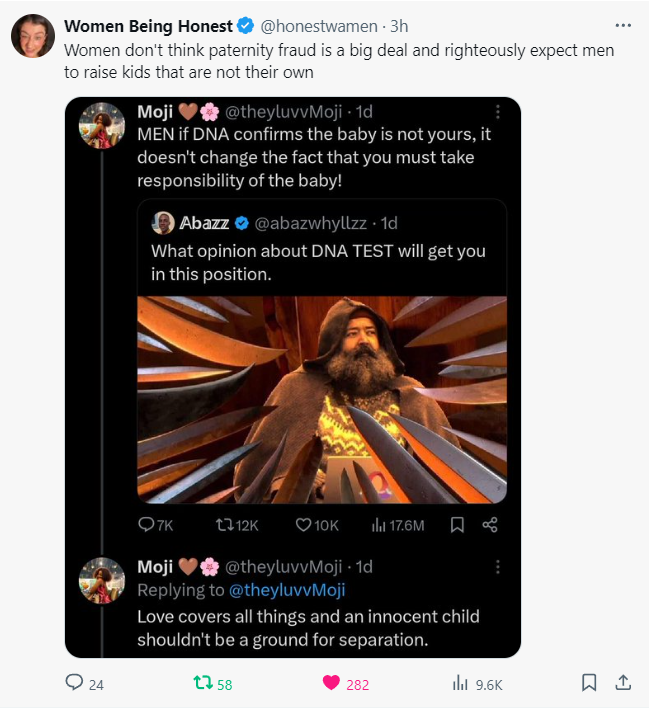 Women Being Honest @honestwamen · 3h
Women don't think paternity fraud is a big deal and righteously expect men
to raise kids that are not their own
Moji 🤎🌸 @theyluvvMoji · 1d
MEN if DNA confirms the baby is not yours, it
doesn't change the fact that you must take
responsibility of the baby!
Abazz @abazwhyllzz · 1d
What opinion about DNA TEST will get you
in this position.
7K 12K 10K 17.6M
Moji 🤎🌸 @theyluvvMoji · 1d
Replying to @theyluvvMoji
Love covers all things and an innocent child
shouldn't be a ground for separation.
24 58 282 9.6K